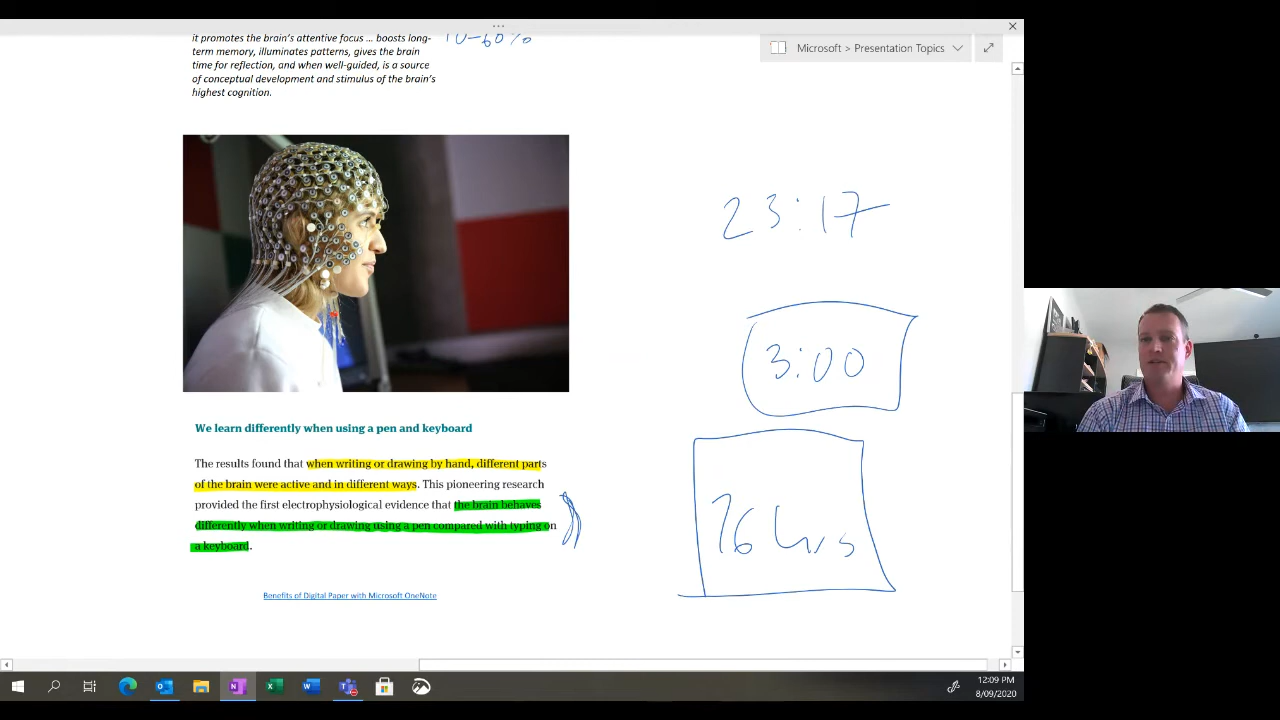 it promotes the brain's attentive focus … boosts long-
term memory, illuminates patterns, gives the brain
time for reflection, and when well-guided, is a source
of conceptual development and stimulus of the brain's
highest cognition.
10-60%
Microsoft > Presentation Topics
23:17
3:00
76 hrs
We learn differently when using a pen and keyboard
The results found that when writing or drawing by hand, different parts
of the brain were active and in different ways. This pioneering research
provided the first electrophysiological evidence that the brain behaves
differently when writing or drawing using a pen compared with typing on
a keyboard.
Benefits of Digital Paper with Microsoft OneNote
12:09 PM
8/09/2020